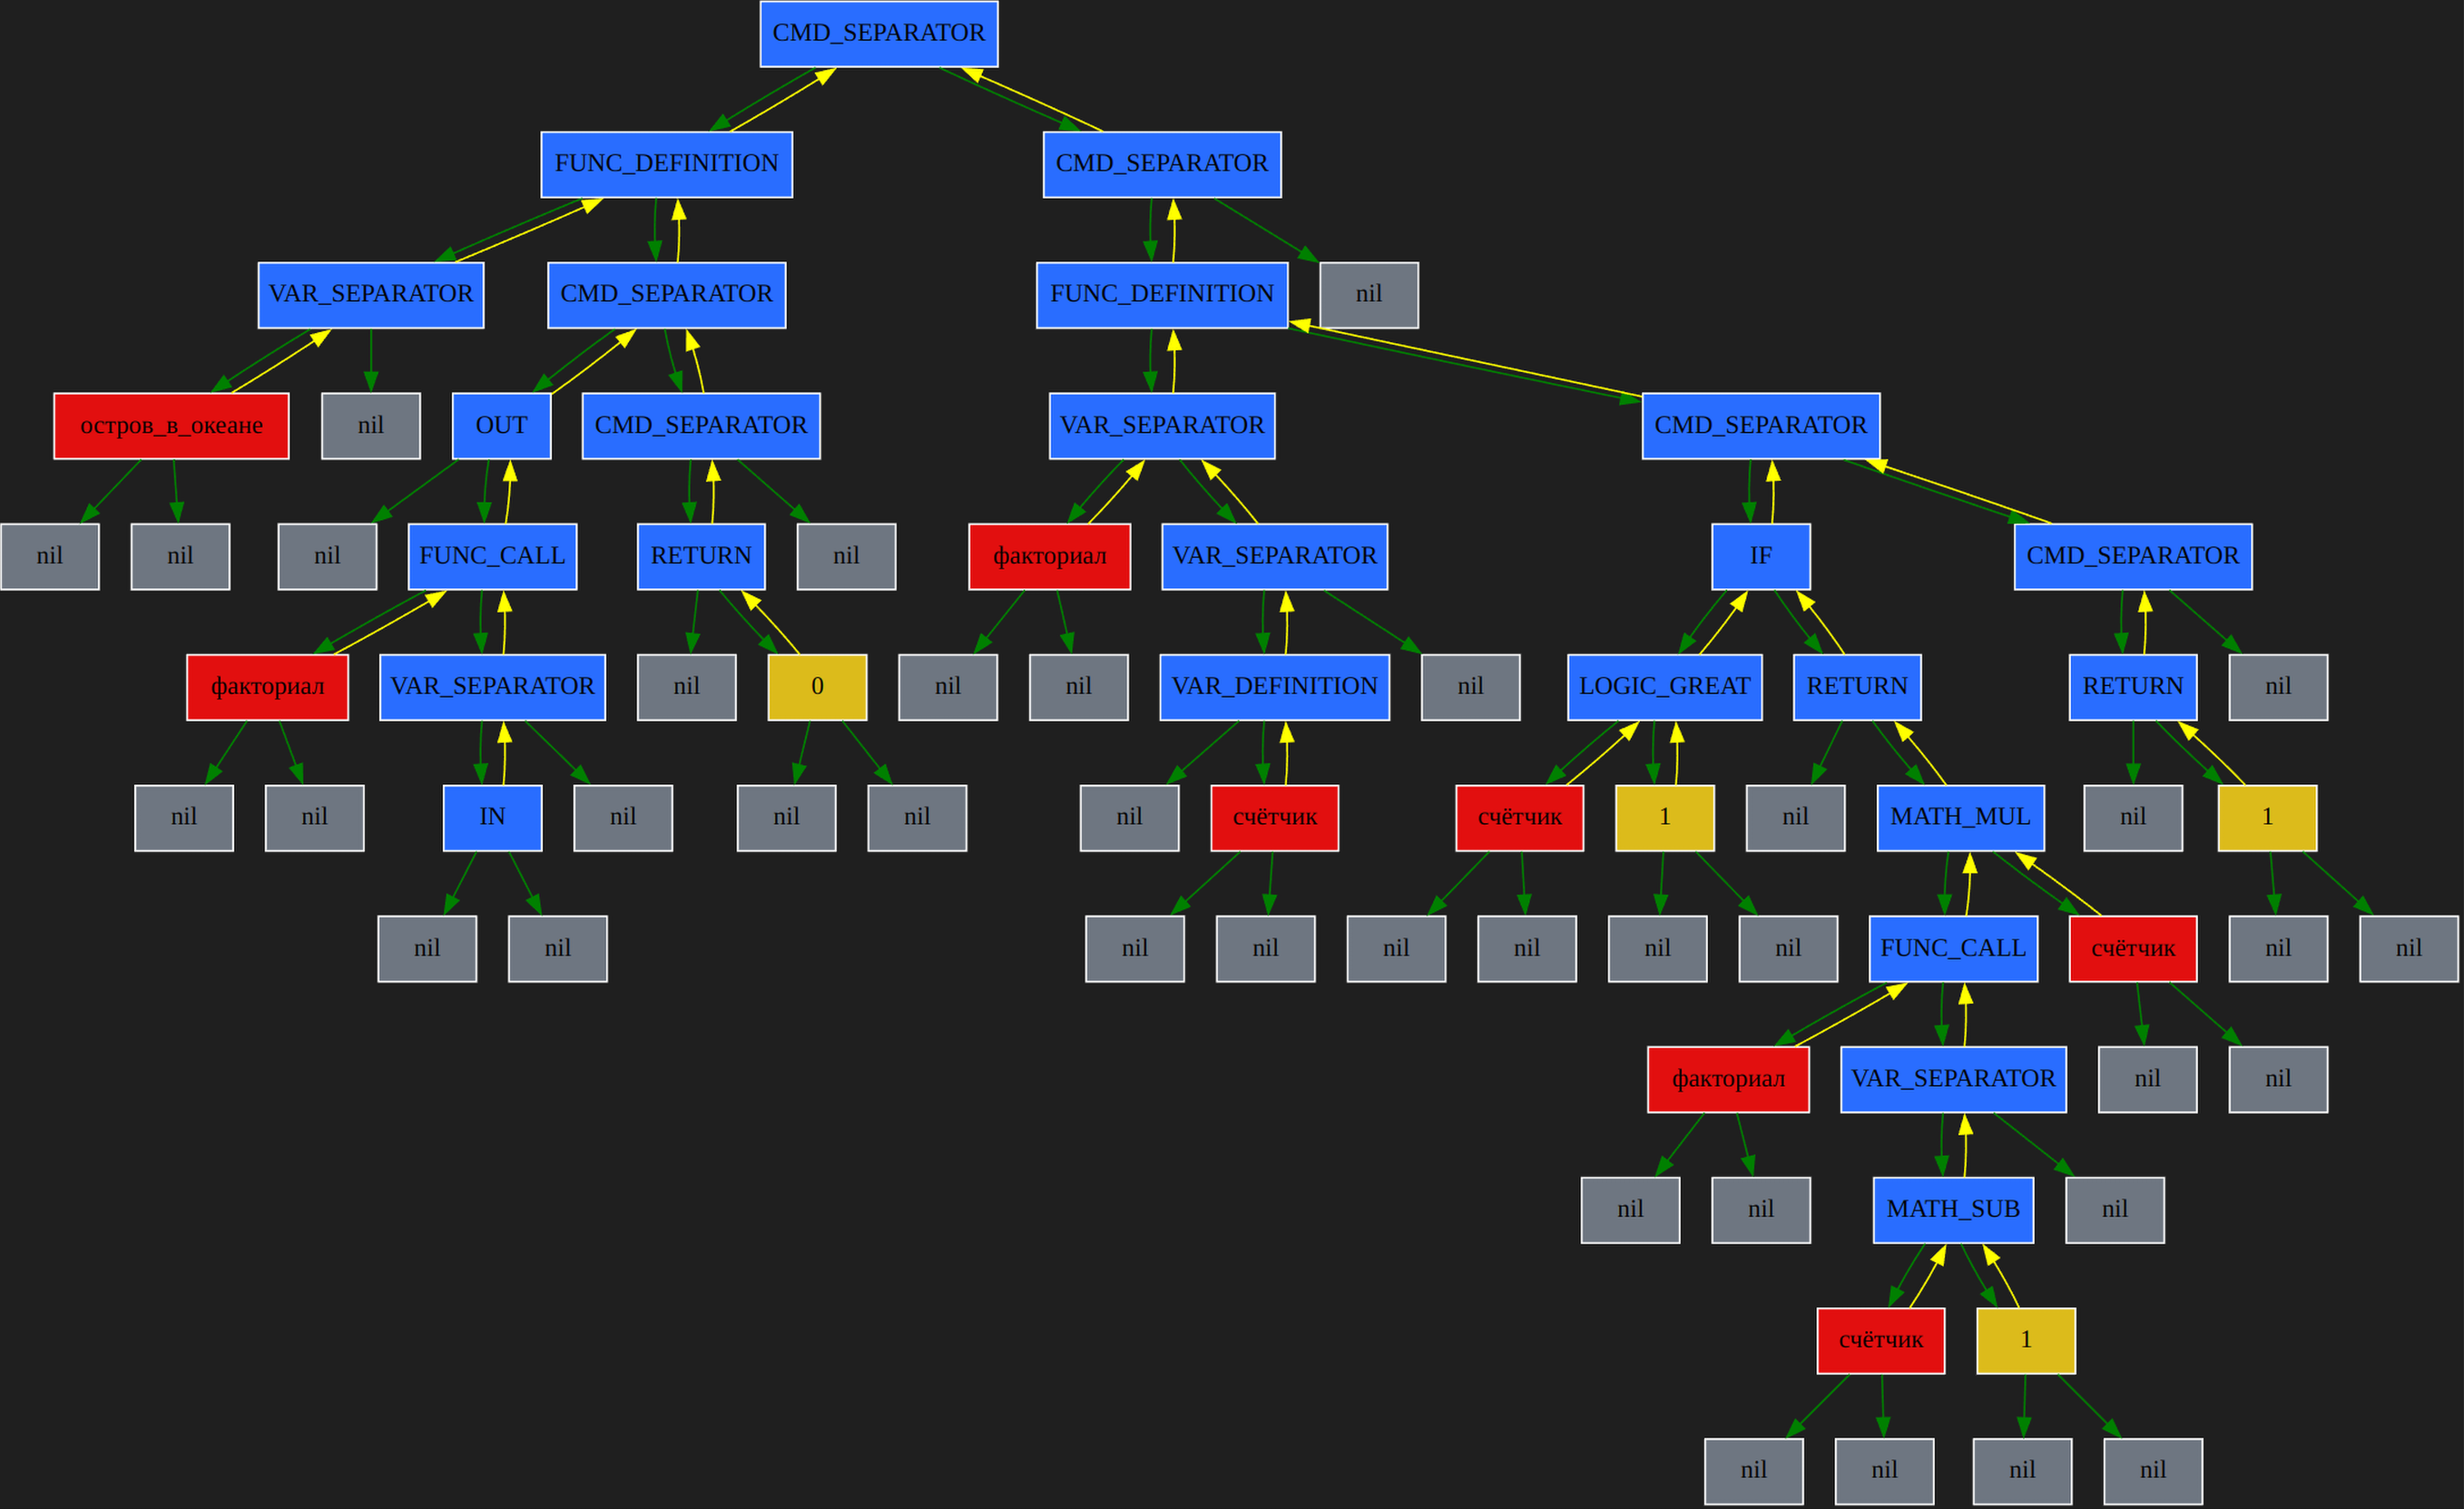 CMD_SEPARATOR
FUNC_DEFINITION
CMD_SEPARATOR
VAR_SEPARATOR
CMD_SEPARATOR
FUNC_DEFINITION
nil
остров_в_океане
nil
OUT
CMD_SEPARATOR
VAR_SEPARATOR
CMD_SEPARATOR
nil
nil
nil
FUNC_CALL
RETURN
nil
факториал
VAR_SEPARATOR
IF
CMD_SEPARATOR
факториал
VAR_SEPARATOR
nil
0
nil
nil
VAR_DEFINITION
nil
LOGIC_GREAT
RETURN
RETURN
nil
nil
nil
IN
nil
nil
nil
nil
счётчик
счётчик
1
nil
MATH_MUL
nil
1
nil
nil
nil
nil
nil
nil
nil
nil
FUNC_CALL
счётчик
nil
nil
факториал
VAR_SEPARATOR
nil
nil
nil
nil
MATH_SUB
nil
счётчик
1
nil
nil
nil
nil